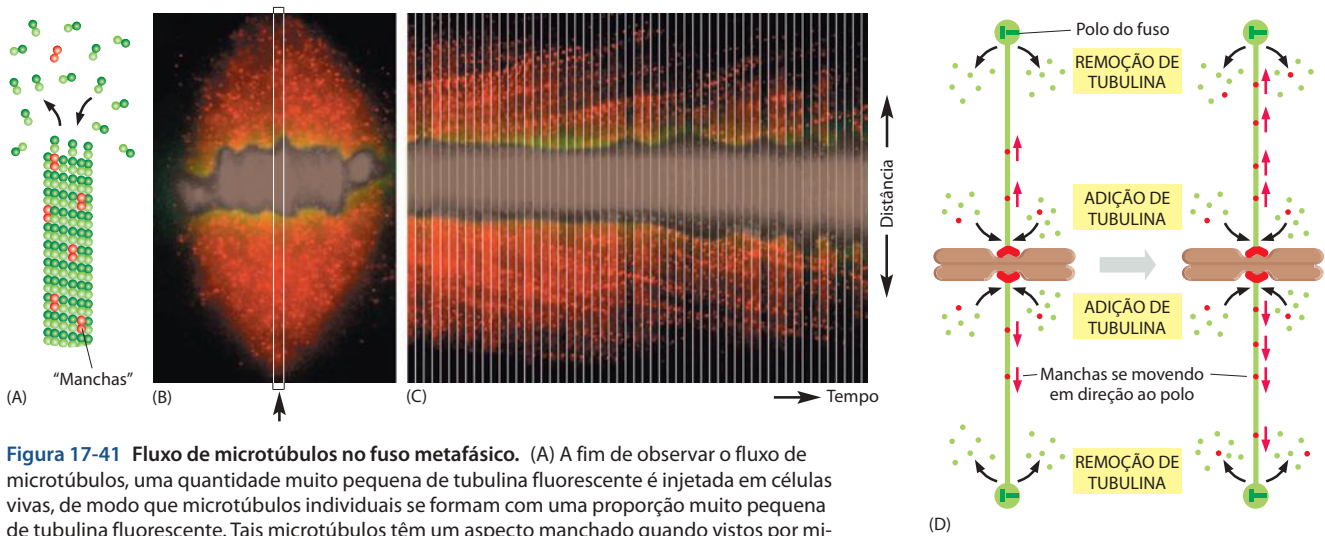 (A)
"Manchas"
(B)
(C)
Tempo
Distância
Polo do fuso
REMOÇÃO DE
TUBULINA
ADIÇÃO DE
TUBULINA
ADIÇÃO DE
TUBULINA
Manchas se movendo
em direção ao polo
REMOÇÃO DE
TUBULINA
(D)
Figura 17-41 Fluxo de microtúbulos no fuso metafásico. (A) A fim de observar o fluxo de
microtúbulos, uma quantidade muito pequena de tubulina fluorescente é injetada em células
vivas, de modo que microtúbulos individuais se formam com uma proporção muito pequena
de tubulina fluorescente. Tais microtúbulos têm um aspecto manchado quando vistos por mi-